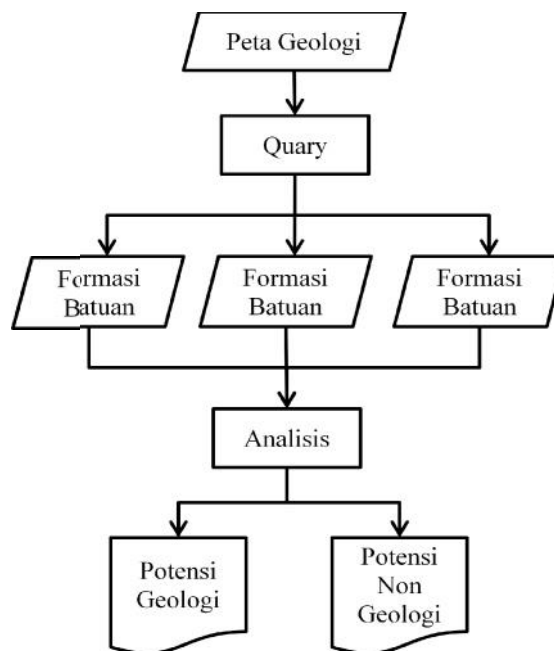 Peta Geologi
Quary
Formasi
Batuan
Formasi
Batuan
Formasi
Batuan
Analisis
Potensi
Geologi
Potensi
Non
Geologi